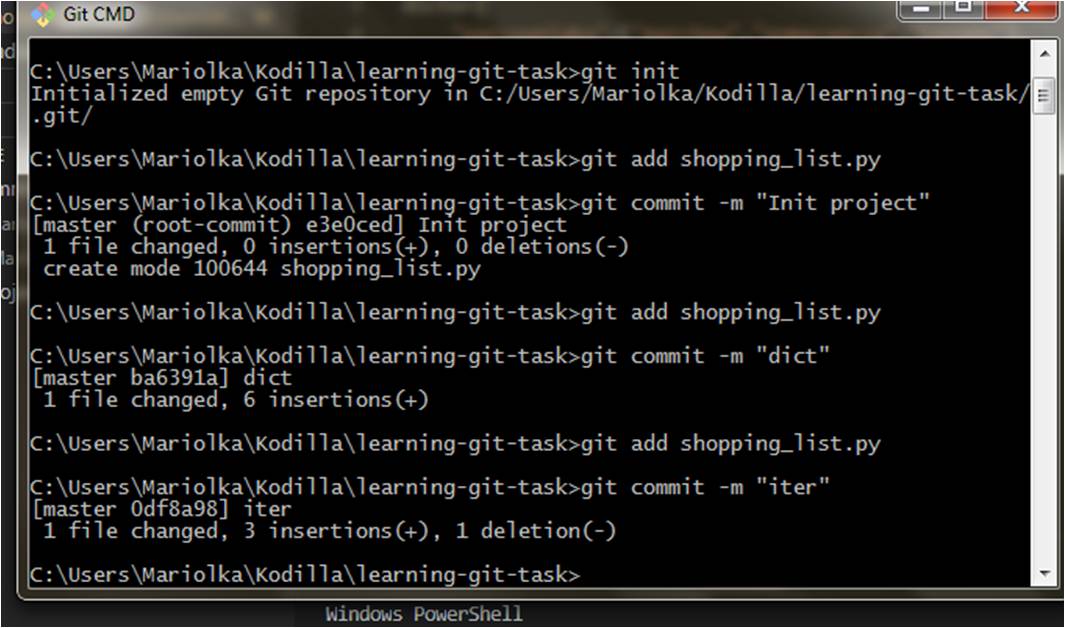 Git CMD
C:\Users\Mariolka\Kodilla\learning-git-task>git init
Initialized empty Git repository in C:/Users/Mariolka/Kodilla/learning-git-task/
.git/
C:\Users\Mariolka\Kodilla\learning-git-task>git add shopping_list.py
C:\Users\Mariolka\Kodilla\learning-git-task>git commit -m "Init project"
[master (root-commit) e3e0ced] Init project
1 file changed, 0 insertions(+), 0 deletions(-)
create mode 100644 shopping_list.py
C:\Users\Mariolka\Kodilla\learning-git-task>git add shopping_list.py
C:\Users\Mariolka\Kodilla\learning-git-task>git commit -m "dict"
[master ba6391a] dict
1 file changed, 6 insertions(+)
C:\Users\Mariolka\Kodilla\learning-git-task>git add shopping_list.py
C:\Users\Mariolka\Kodilla\learning-git-task>git commit -m "iter"
[master 0df8a98] iter
1 file changed, 3 insertions(+), 1 deletion(-)
C:\Users\Mariolka\Kodilla\learning-git-task>
Windows PowerShell